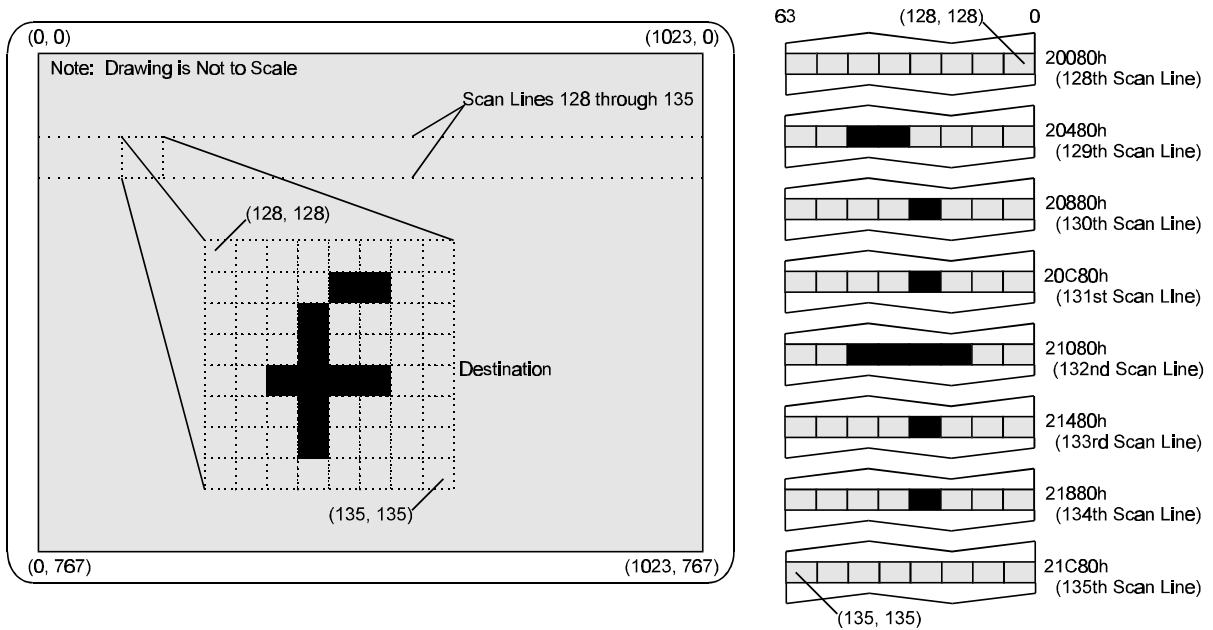 (0, 0)
(1023, 0)
Note: Drawing is Not to Scale
Scan Lines 128 through 135
(128, 128)
Destination
(135, 135)
(0, 767)
(1023, 767)
63
(128, 128)
0
20080h
(128th Scan Line)
20480h
(129th Scan Line)
20880h
(130th Scan Line)
20C80h
(131st Scan Line)
21080h
(132nd Scan Line)
21480h
(133rd Scan Line)
21880h
(134th Scan Line)
21C80h
(135th Scan Line)
(135, 135)